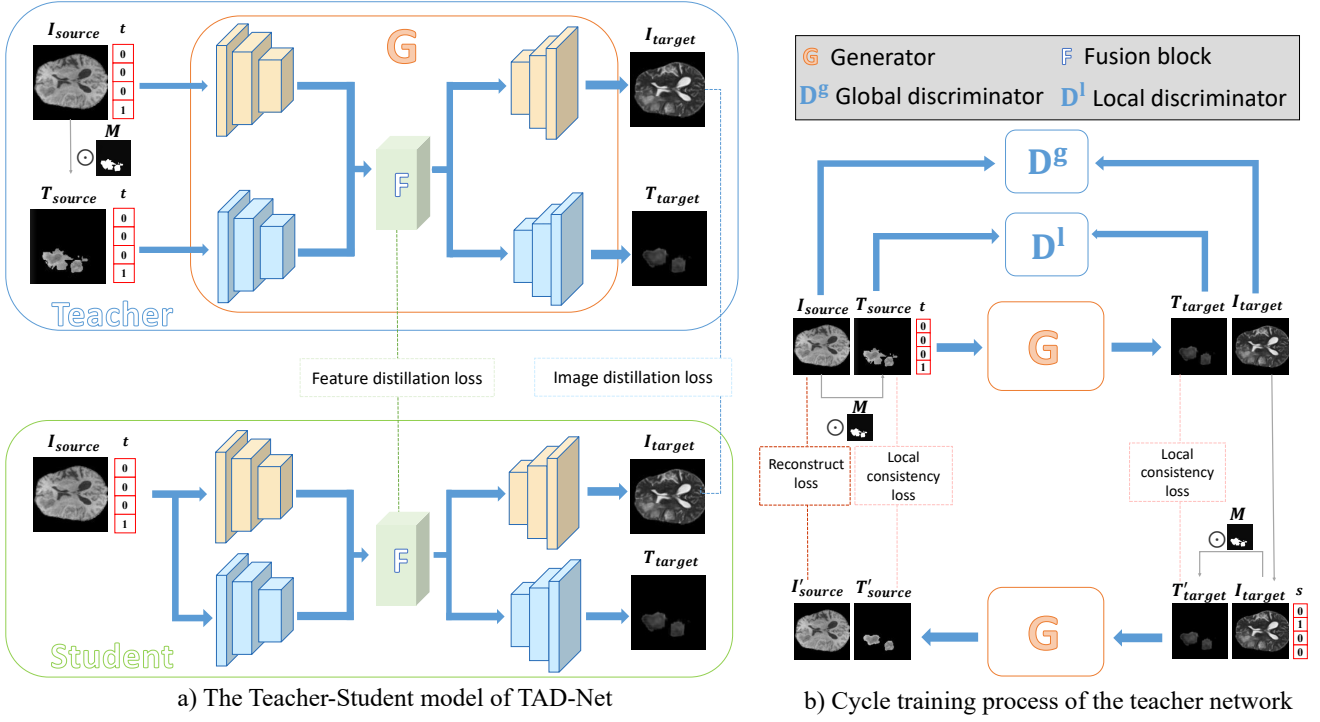 I_source t
0
0
0
1
M
⊙
T_source t
0
0
0
1
G
F
I_target
T_target
Teacher
Feature distillation loss
Image distillation loss
I_source t
0
0
0
1
F
I_target
T_target
Student
a) The Teacher-Student model of TAD-Net
G Generator
F Fusion block
D^g Global discriminator
D^l Local discriminator
D^g
D^l
I_source T_source t
0
0
0
1
G
T_target I_target
M
⊙
Reconstruct
loss
Local
consistency
loss
Local
consistency
loss
M
⊙
I'_source T'_source
G
T'_target I_target s
0
1
0
0
b) Cycle training process of the teacher network